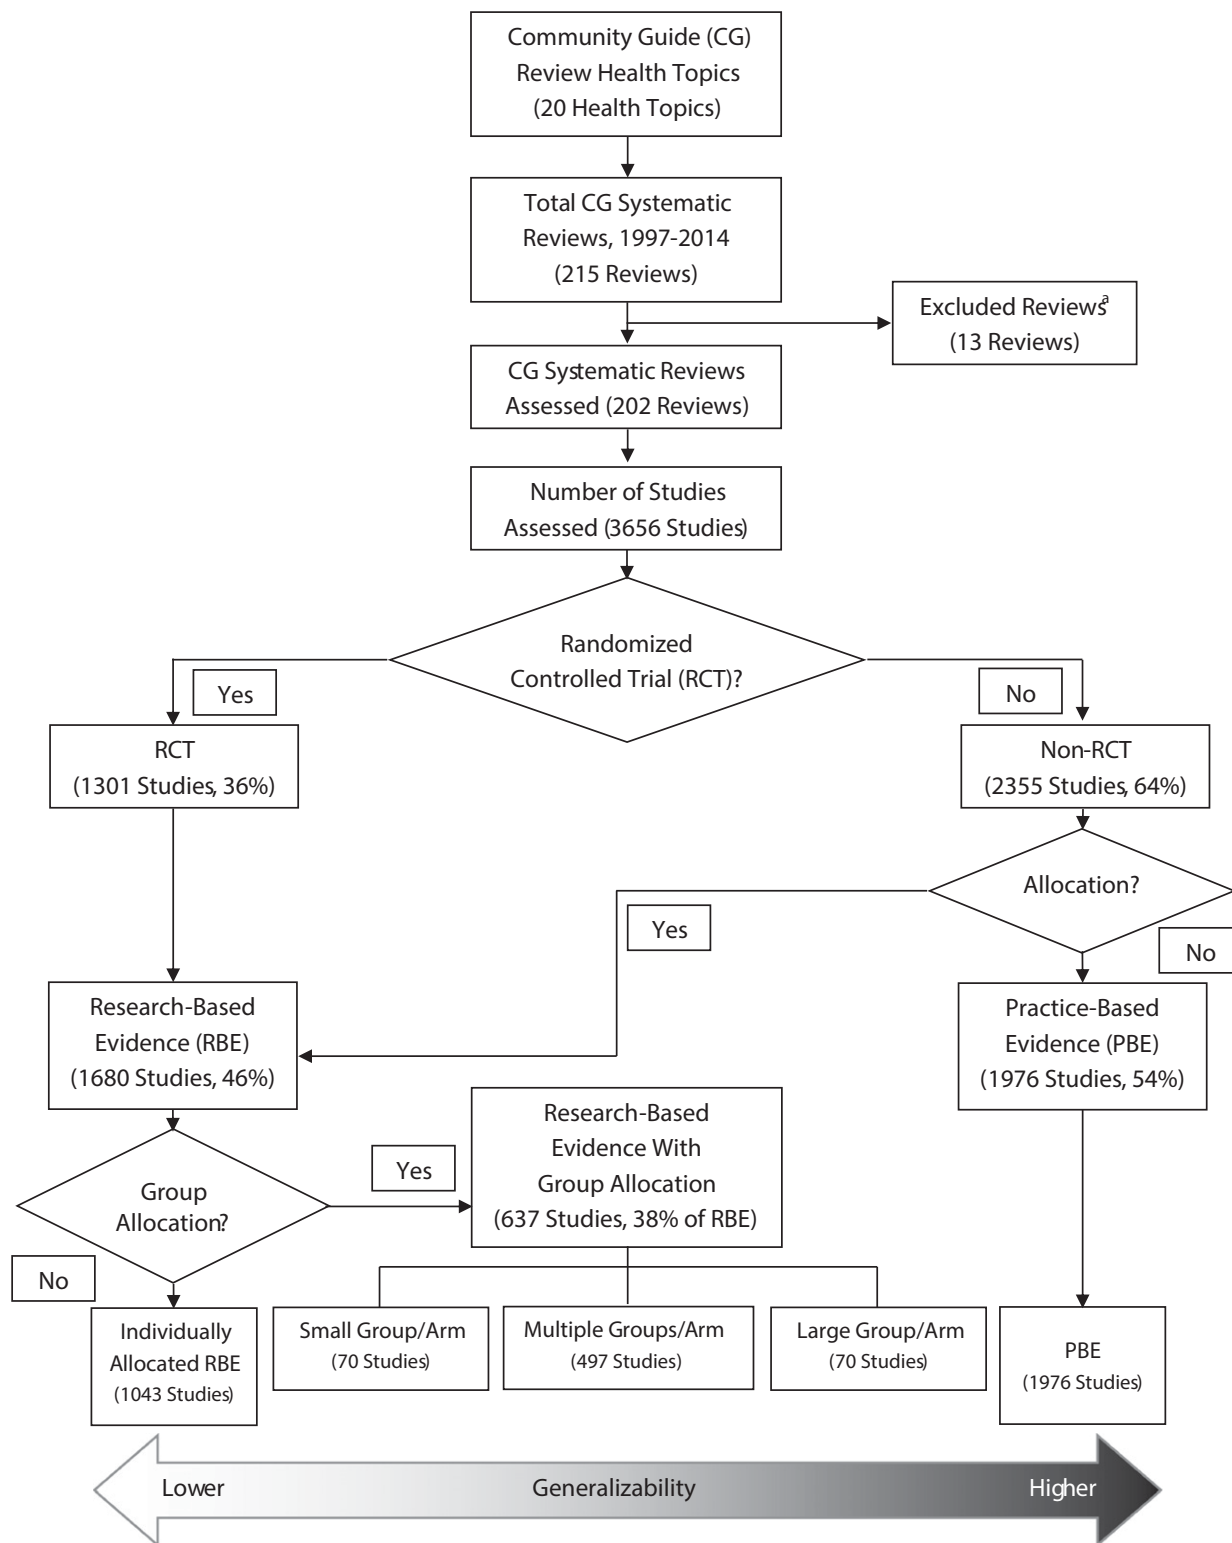 Community Guide (CG)
Review Health Topics
(20 Health Topics)
Total CG Systematic
Reviews, 1997-2014
(215 Reviews)
Excluded Reviewsª
(13 Reviews)
CG Systematic Reviews
Assessed (202 Reviews)
Number of Studies
Assessed (3656 Studies)
Randomized
Controlled Trial (RCT)?
Yes
No
RCT
(1301 Studies, 36%)
Non-RCT
(2355 Studies, 64%)
Allocation?
Yes
No
Research-Based
Evidence (RBE)
(1680 Studies, 46%)
Practice-Based
Evidence (PBE)
(1976 Studies, 54%)
Group
Allocation?
Yes
No
Research-Based
Evidence With
Group Allocation
(637 Studies, 38% of RBE)
Individually
Allocated RBE
(1043 Studies)
Small Group/Arm
(70 Studies)
Multiple Groups/Arm
(497 Studies)
Large Group/Arm
(70 Studies)
PBE
(1976 Studies)
Lower
Generalizability
Higher